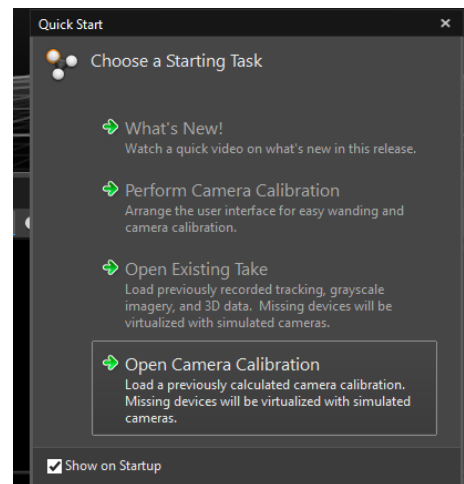 Quick Start
Choose a Starting Task
What's New!
Watch a quick video on what's new in this release.
Perform Camera Calibration
Arrange the user interface for easy wanding and
camera calibration.
Open Existing Take
Load previously recorded tracking, grayscale
imagery, and 3D data.  Missing devices will be
virtualized with simulated cameras.
Open Camera Calibration
Load a previously calculated camera calibration.
Missing devices will be virtualized with simulated
cameras.
Show on Startup